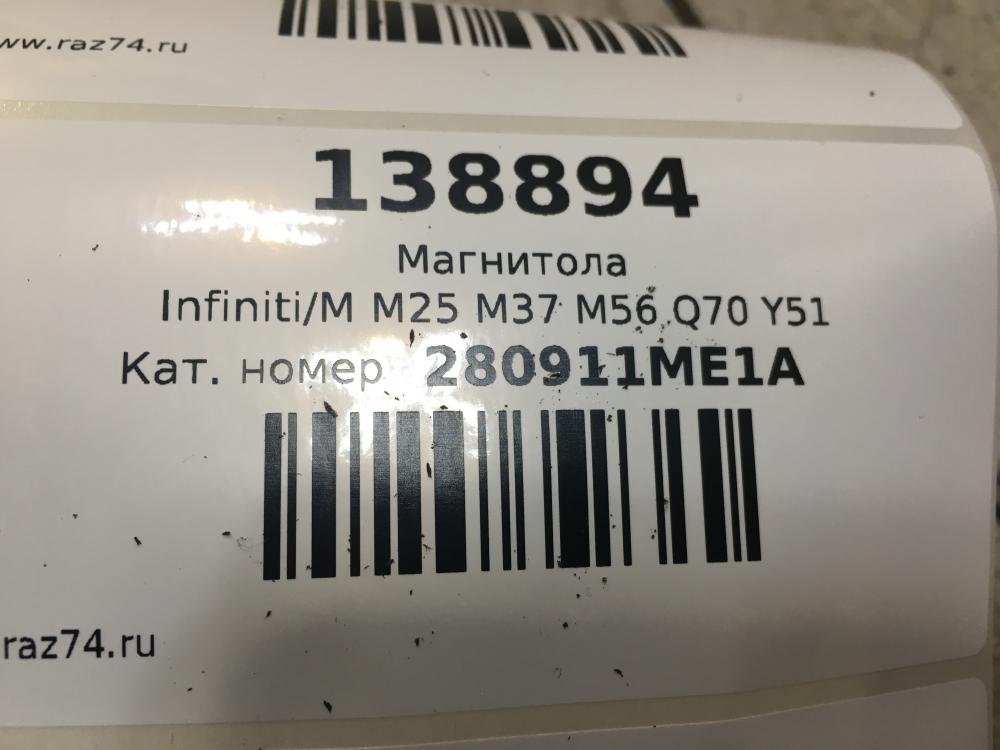 www.raz74.ru
138894
Магнитола
Infiniti/M M25 M37 M56 Q70 Y51
Кат. номер 280911ME1A
raz74.ru